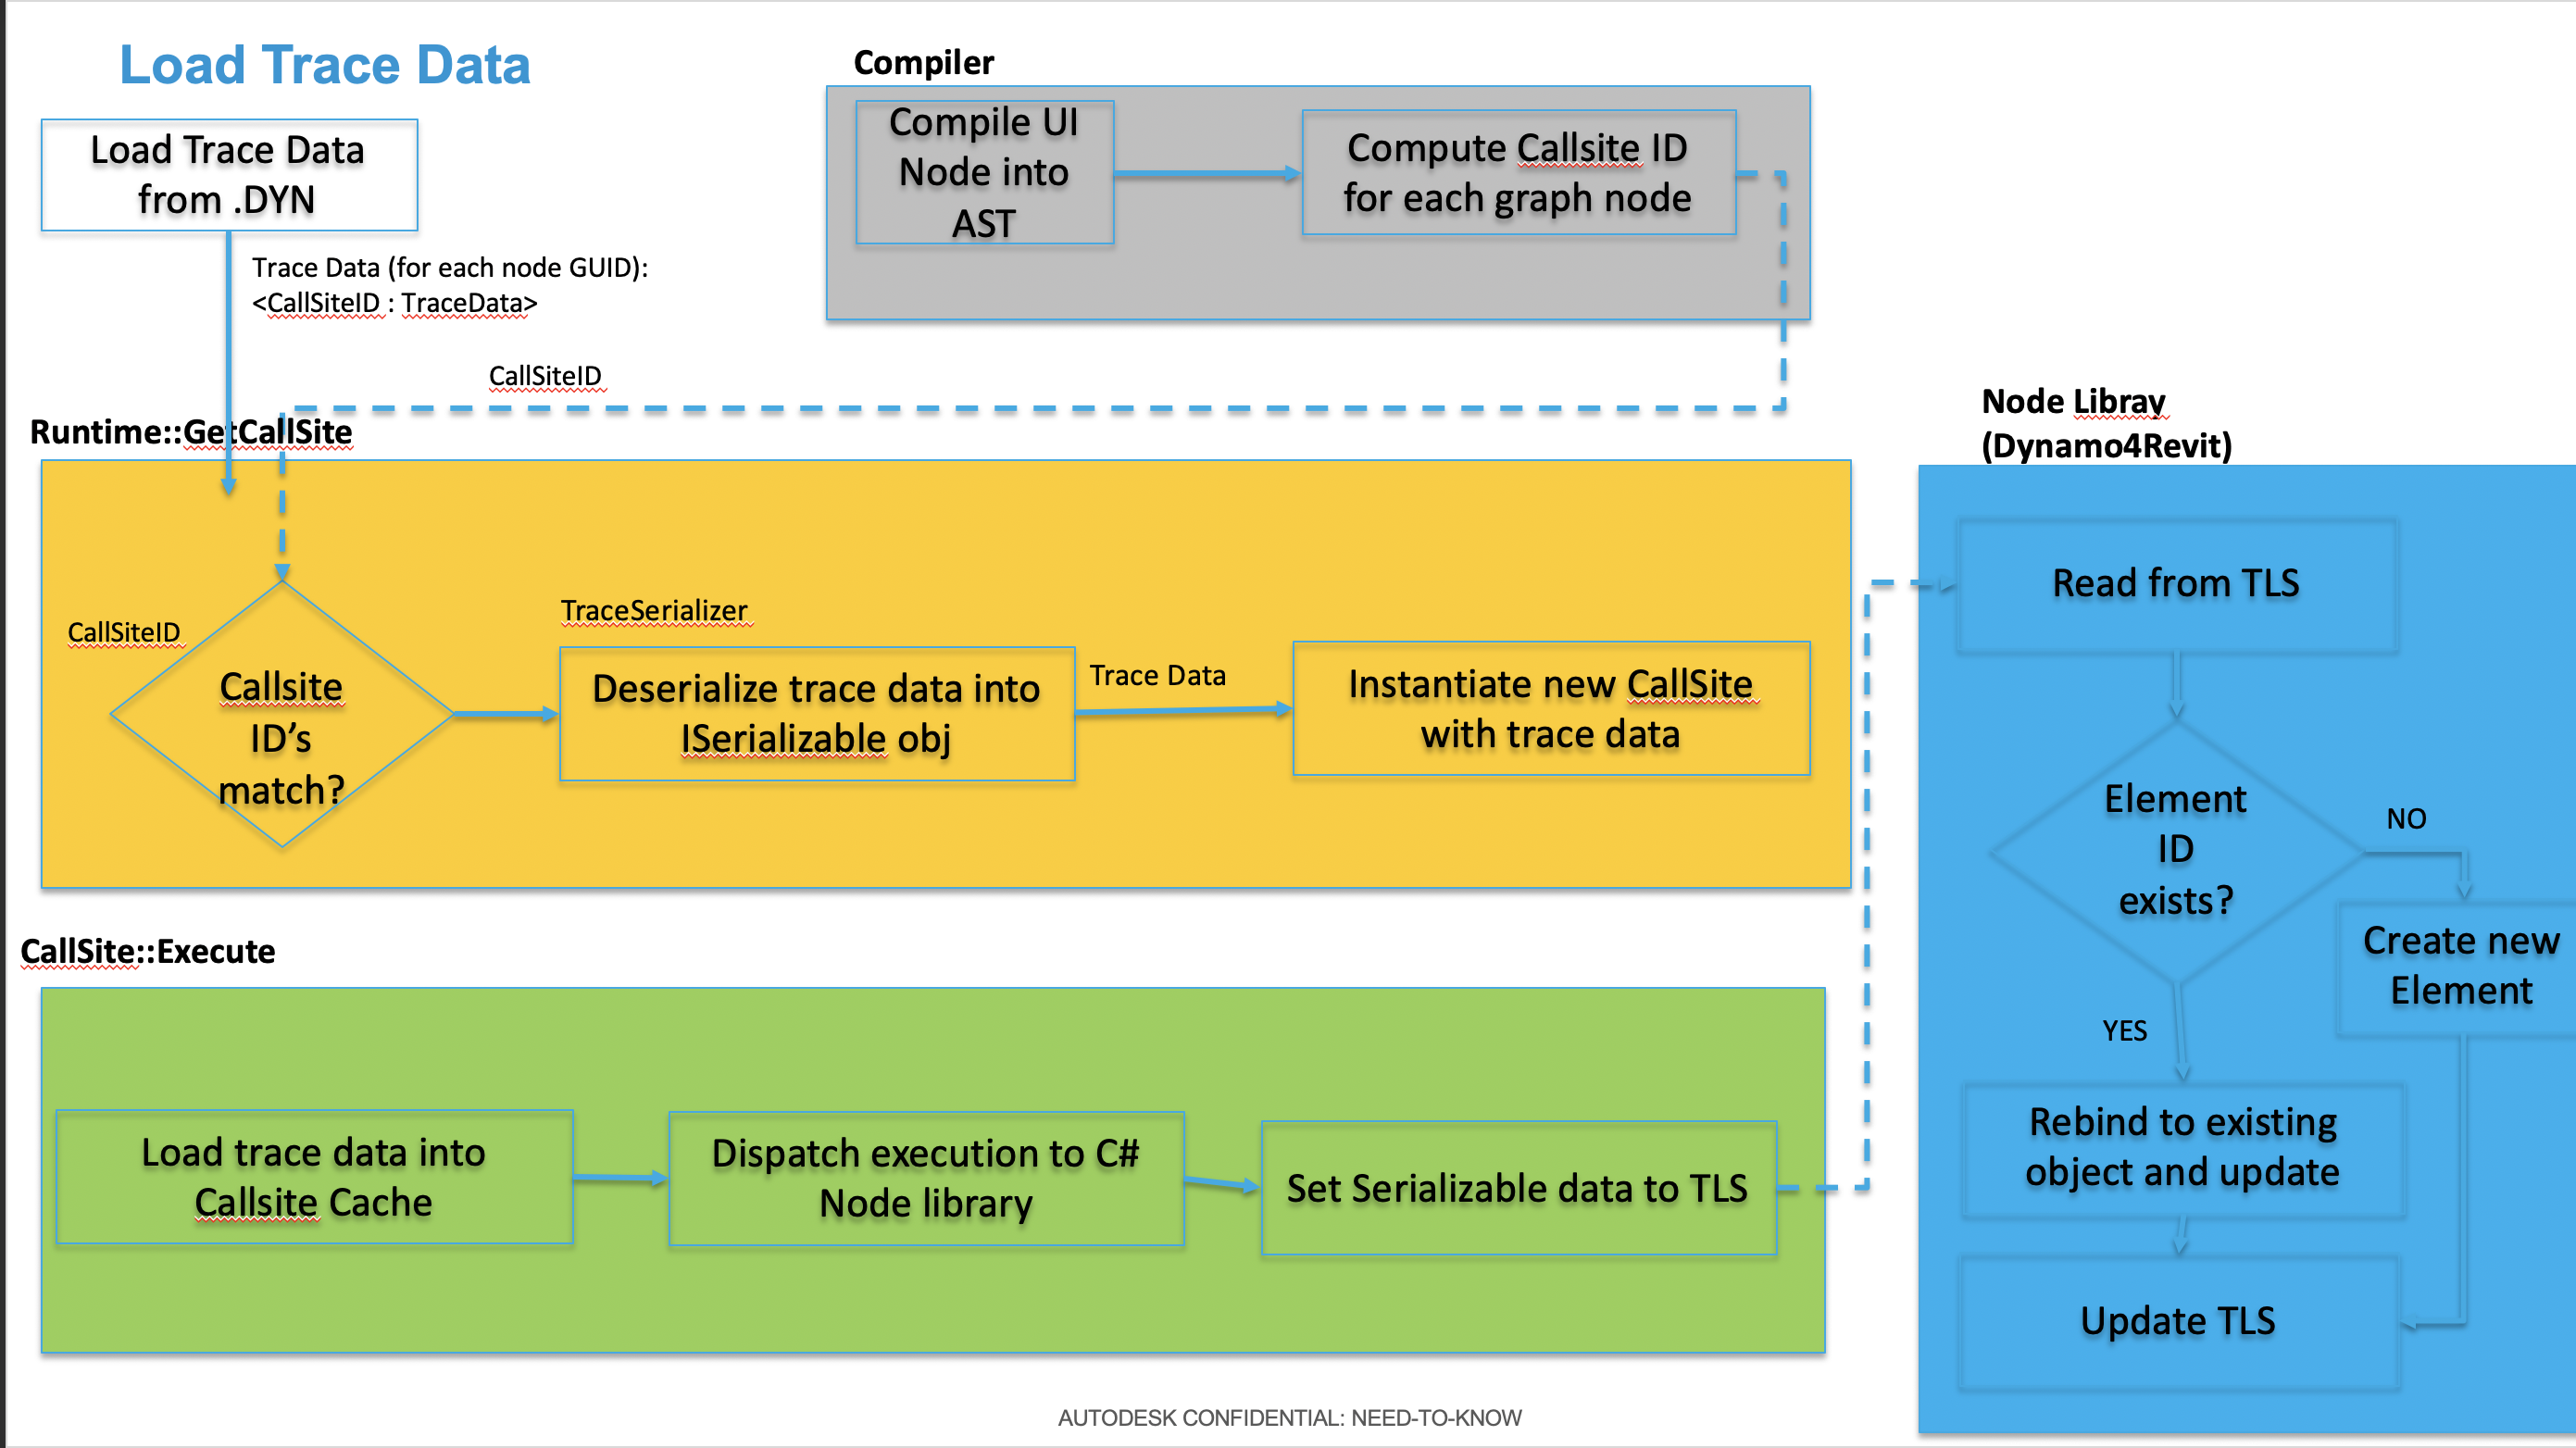 Load Trace Data
Load Trace Data
from .DYN
Trace Data (for each node GUID):
<CallSiteID : TraceData>
Compiler
Compile UI
Node into
AST
Compute Callsite ID
for each graph node
CallSiteID
Runtime::GetCallSite
CallSiteID
Callsite
ID’s
match?
TraceSerializer
Deserialize trace data into
ISerializable obj
Trace Data
Instantiate new CallSite
with trace data
CallSite::Execute
Load trace data into
Callsite Cache
Dispatch execution to C#
Node library
Set Serializable data to TLS
Node Libray
(Dynamo4Revit)
Read from TLS
Element
ID
exists?
NO
Create new
Element
YES
Rebind to existing
object and update
Update TLS
AUTODESK CONFIDENTIAL: NEED-TO-KNOW